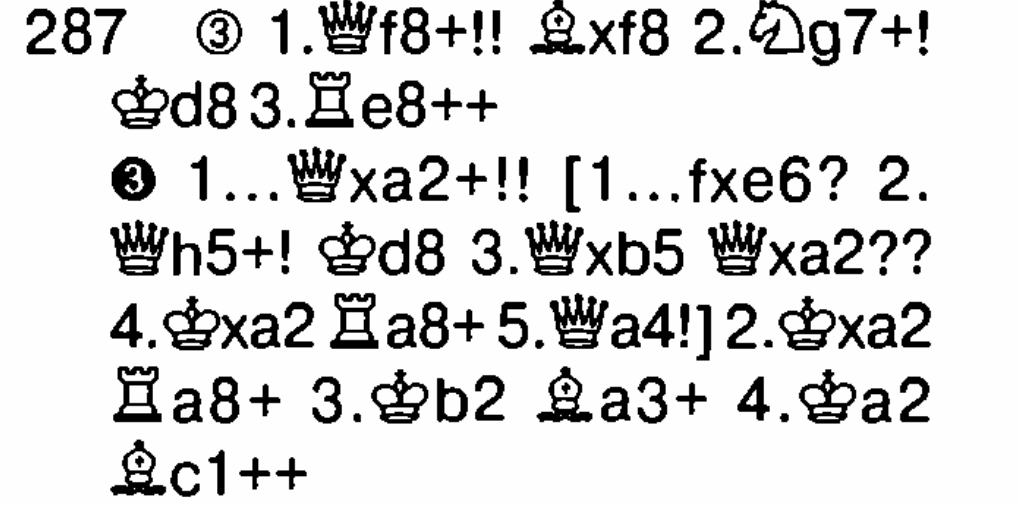 287 ③ 1.♕f8+!! ♗xf8 2.♘g7+!
♔d8 3.♖e8++
❸ 1...♕xa2+!! [1...fxe6? 2.
♕h5+! ♔d8 3.♕xb5 ♕xa2??
4.♔xa2 ♖a8+ 5.♕a4!] 2.♔xa2
♖a8+ 3.♔b2 ♗a3+ 4.♔a2
♗c1++